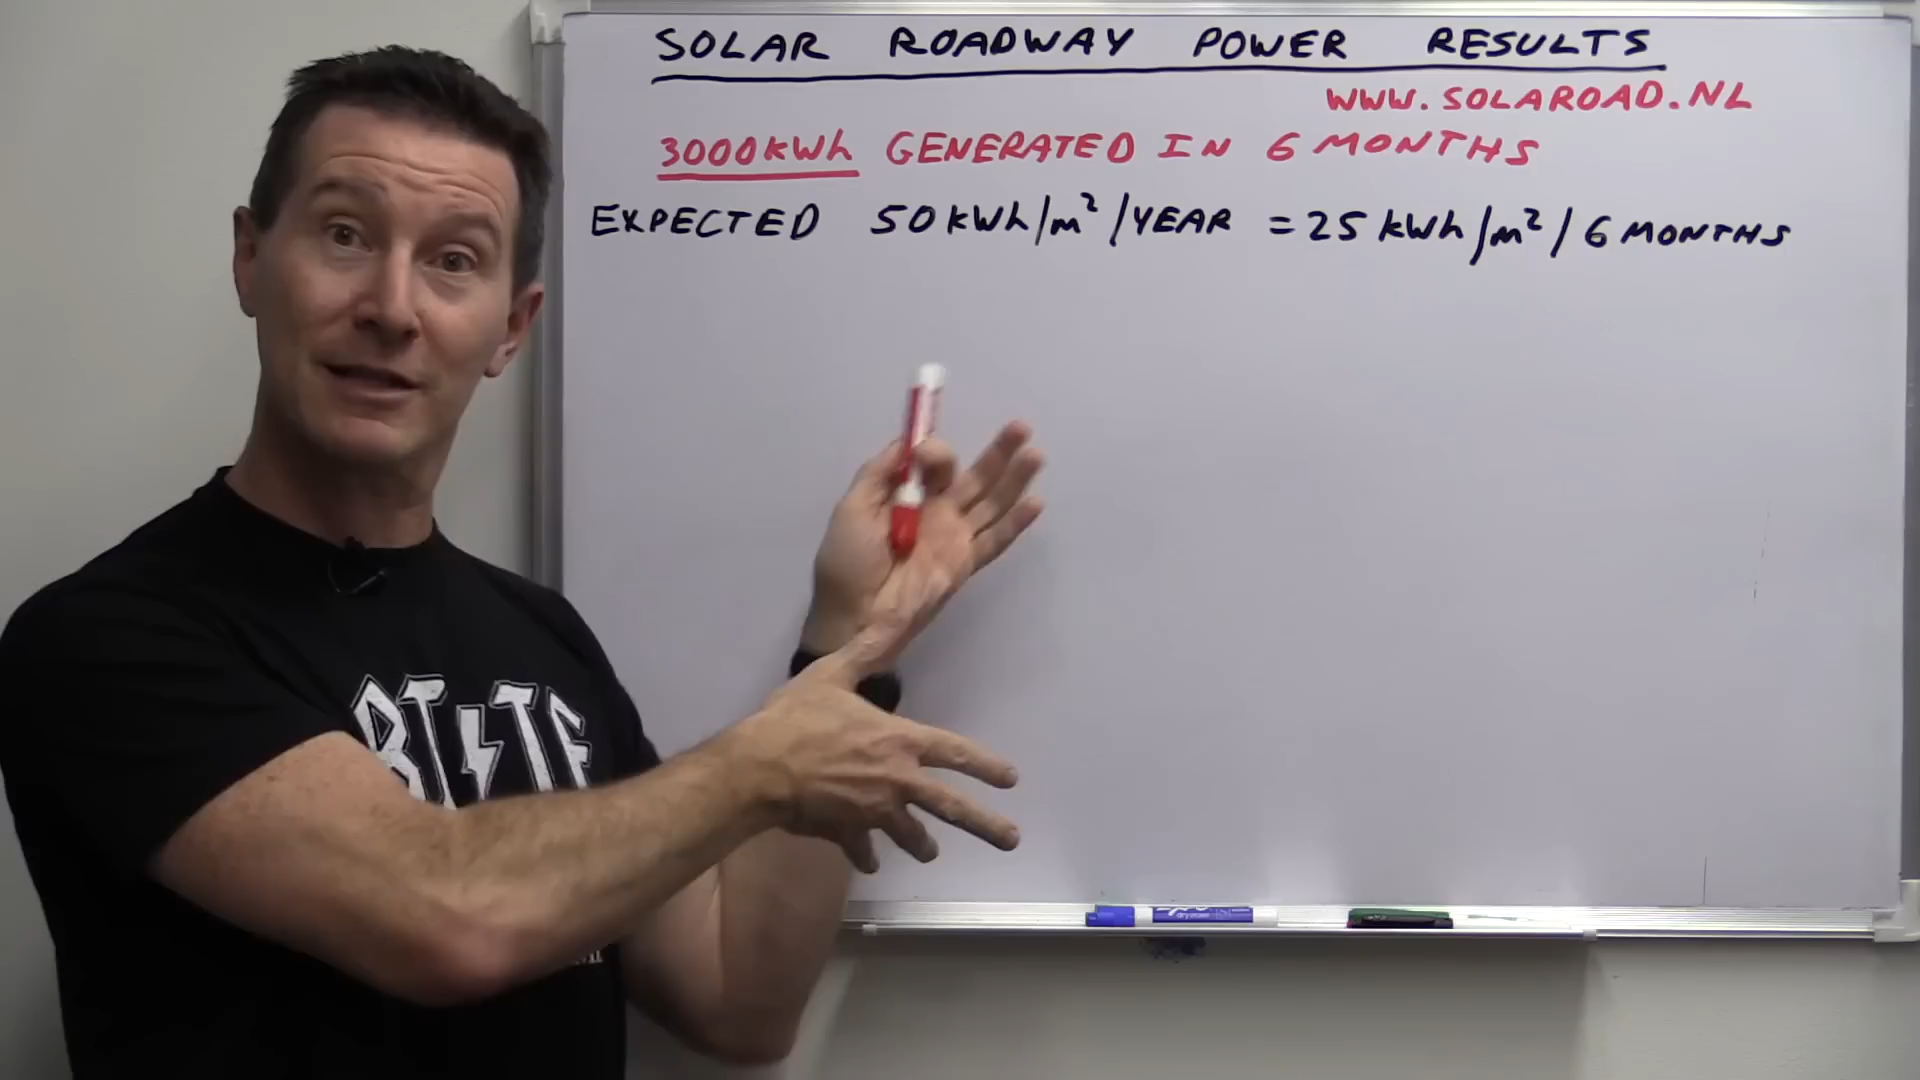 SOLAR ROADWAY POWER RESULTS
WWW.SOLAROAD.NL
3000kWh GENERATED IN 6 MONTHS
EXPECTED 50kWh/m²/YEAR = 25 kWh/m²/6 MONTHS